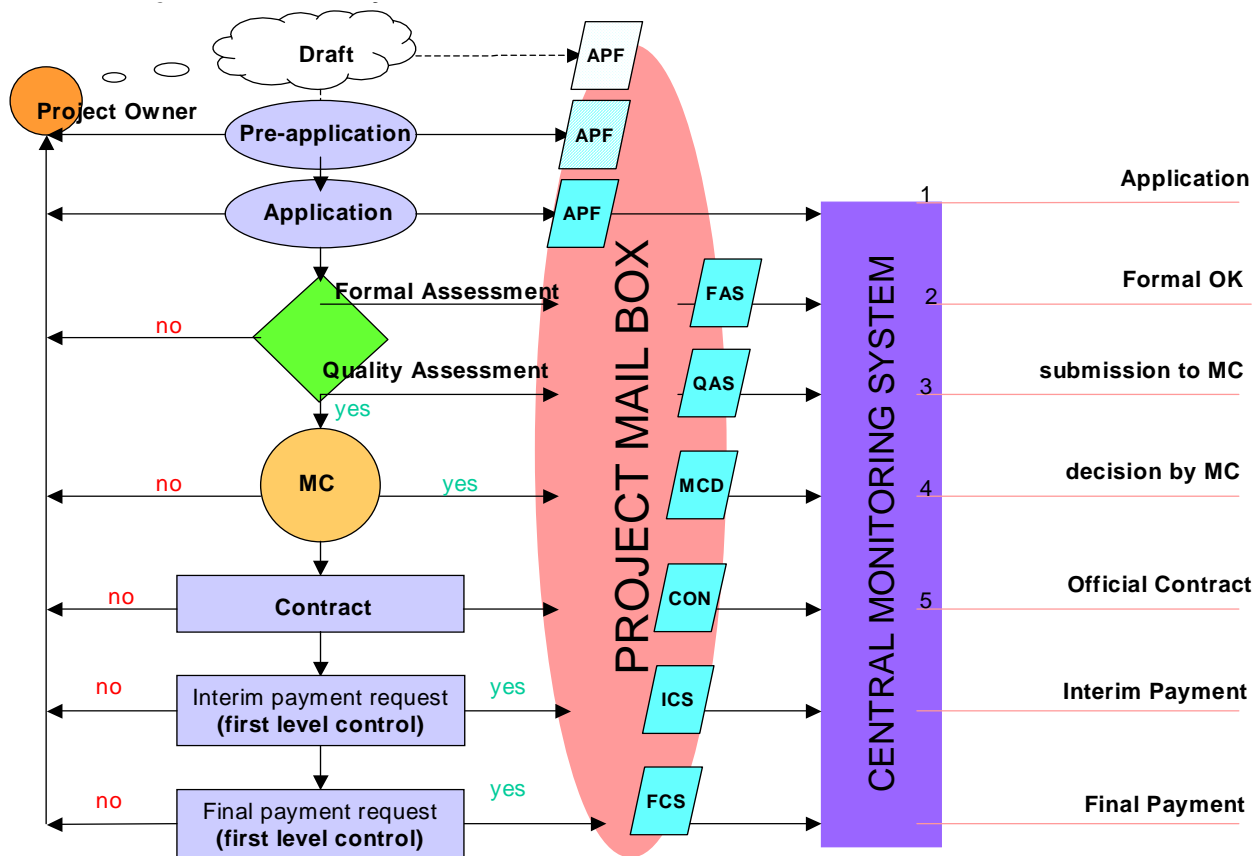 Draft
APF
Project Owner
Pre-application
APF
Application
APF
1
Application
Formal Assessment
FAS
2
Formal OK
no
Quality Assessment
QAS
3
submission to MC
yes
MC
no
yes
MCD
4
decision by MC
Contract
no
CON
5
Official Contract
Interim payment request
(first level control)
no
yes
ICS
Interim Payment
Final payment request
(first level control)
no
yes
FCS
Final Payment
PROJECT MAIL BOX
CENTRAL MONITORING SYSTEM